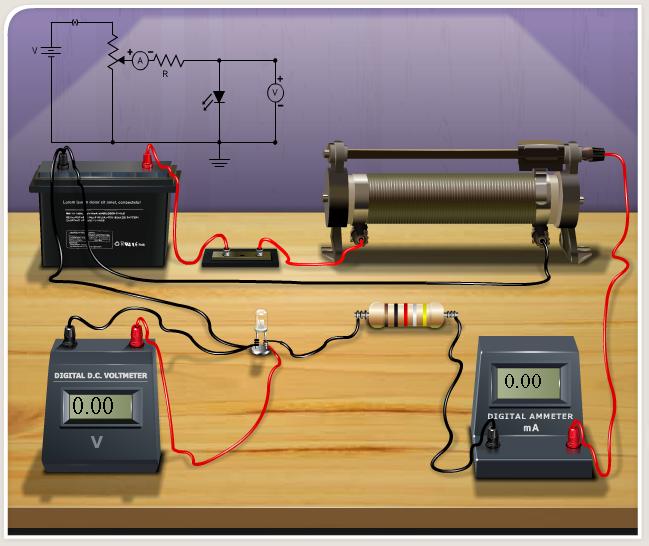 V
A
R
V
Lorem ipsum dolor sit amet, consectetur
DIGITAL D.C. VOLTMETER
0.00
V
0.00
DIGITAL AMMETER
mA